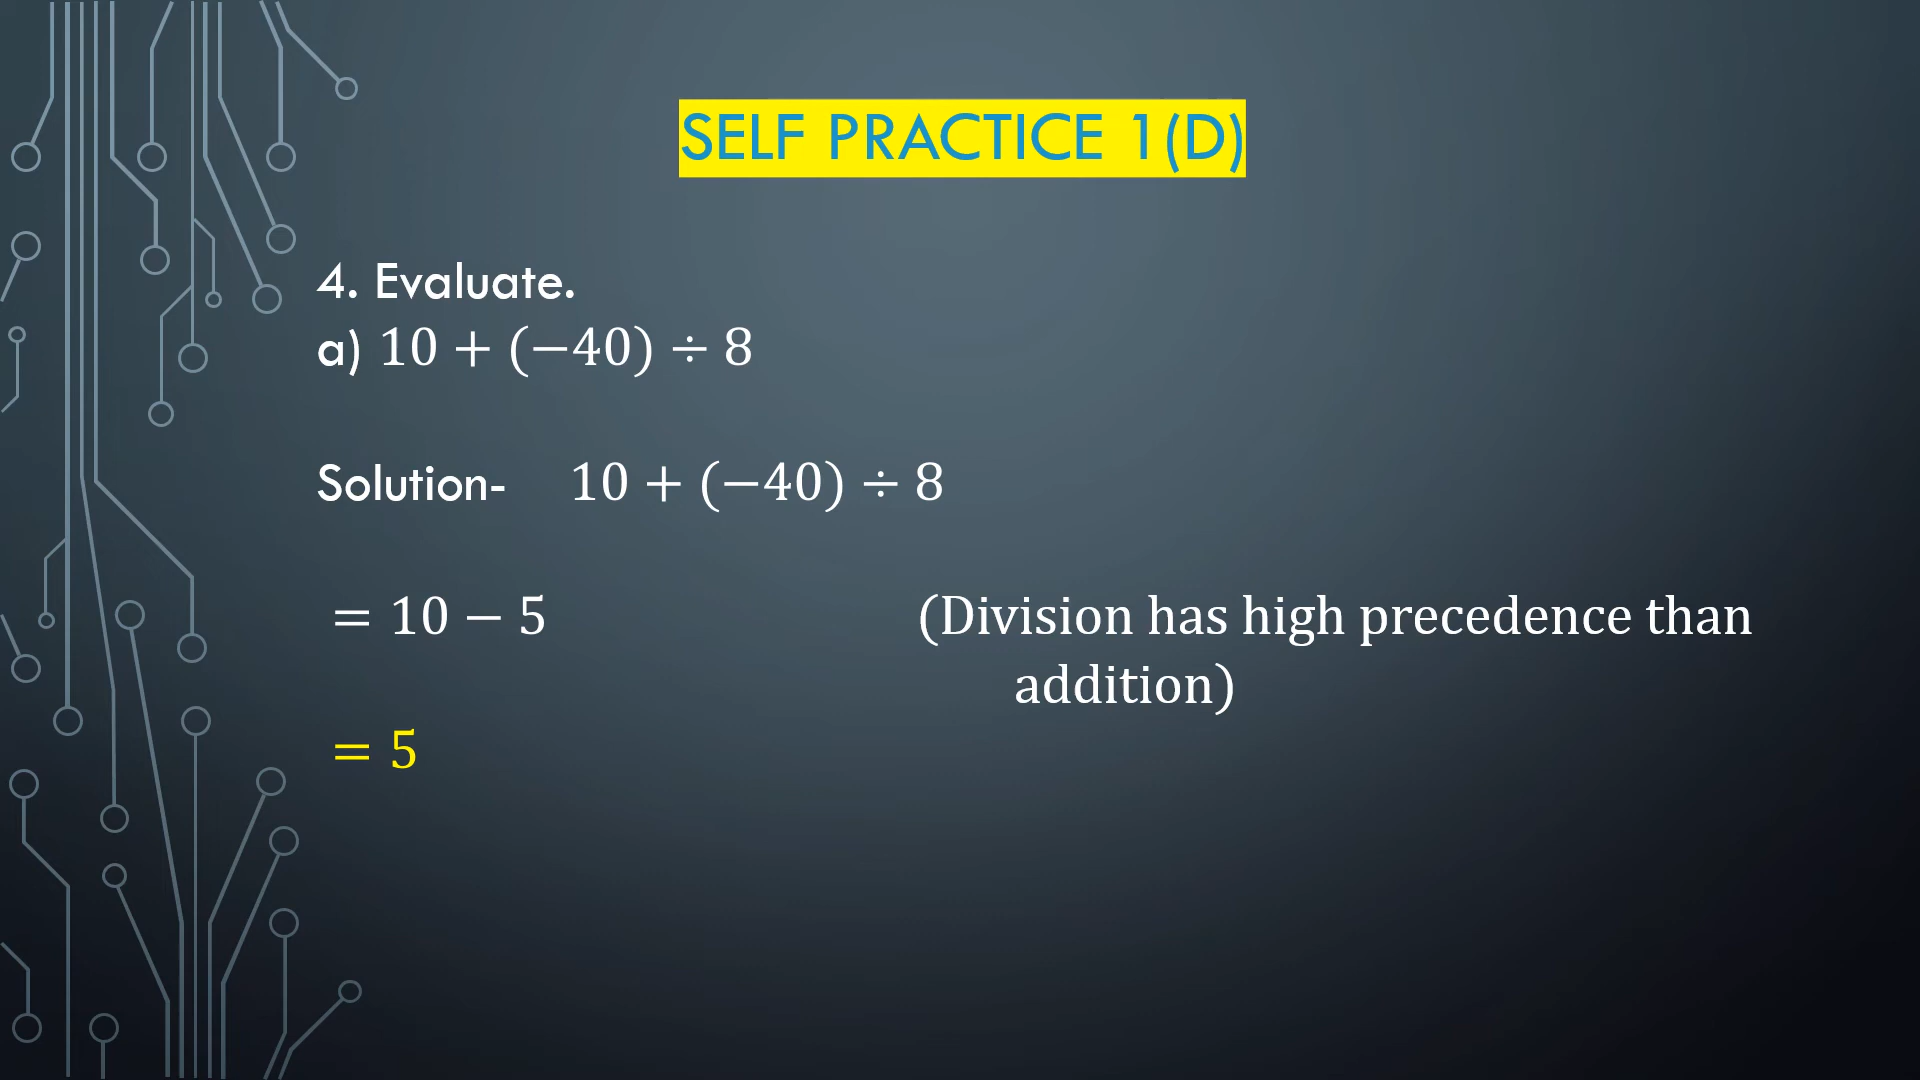 SELF PRACTICE 1(D)
4. Evaluate.
a) 10 + (−40) ÷ 8
Solution- 10 + (−40) ÷ 8
= 10 − 5 (Division has high precedence than
addition)
= 5